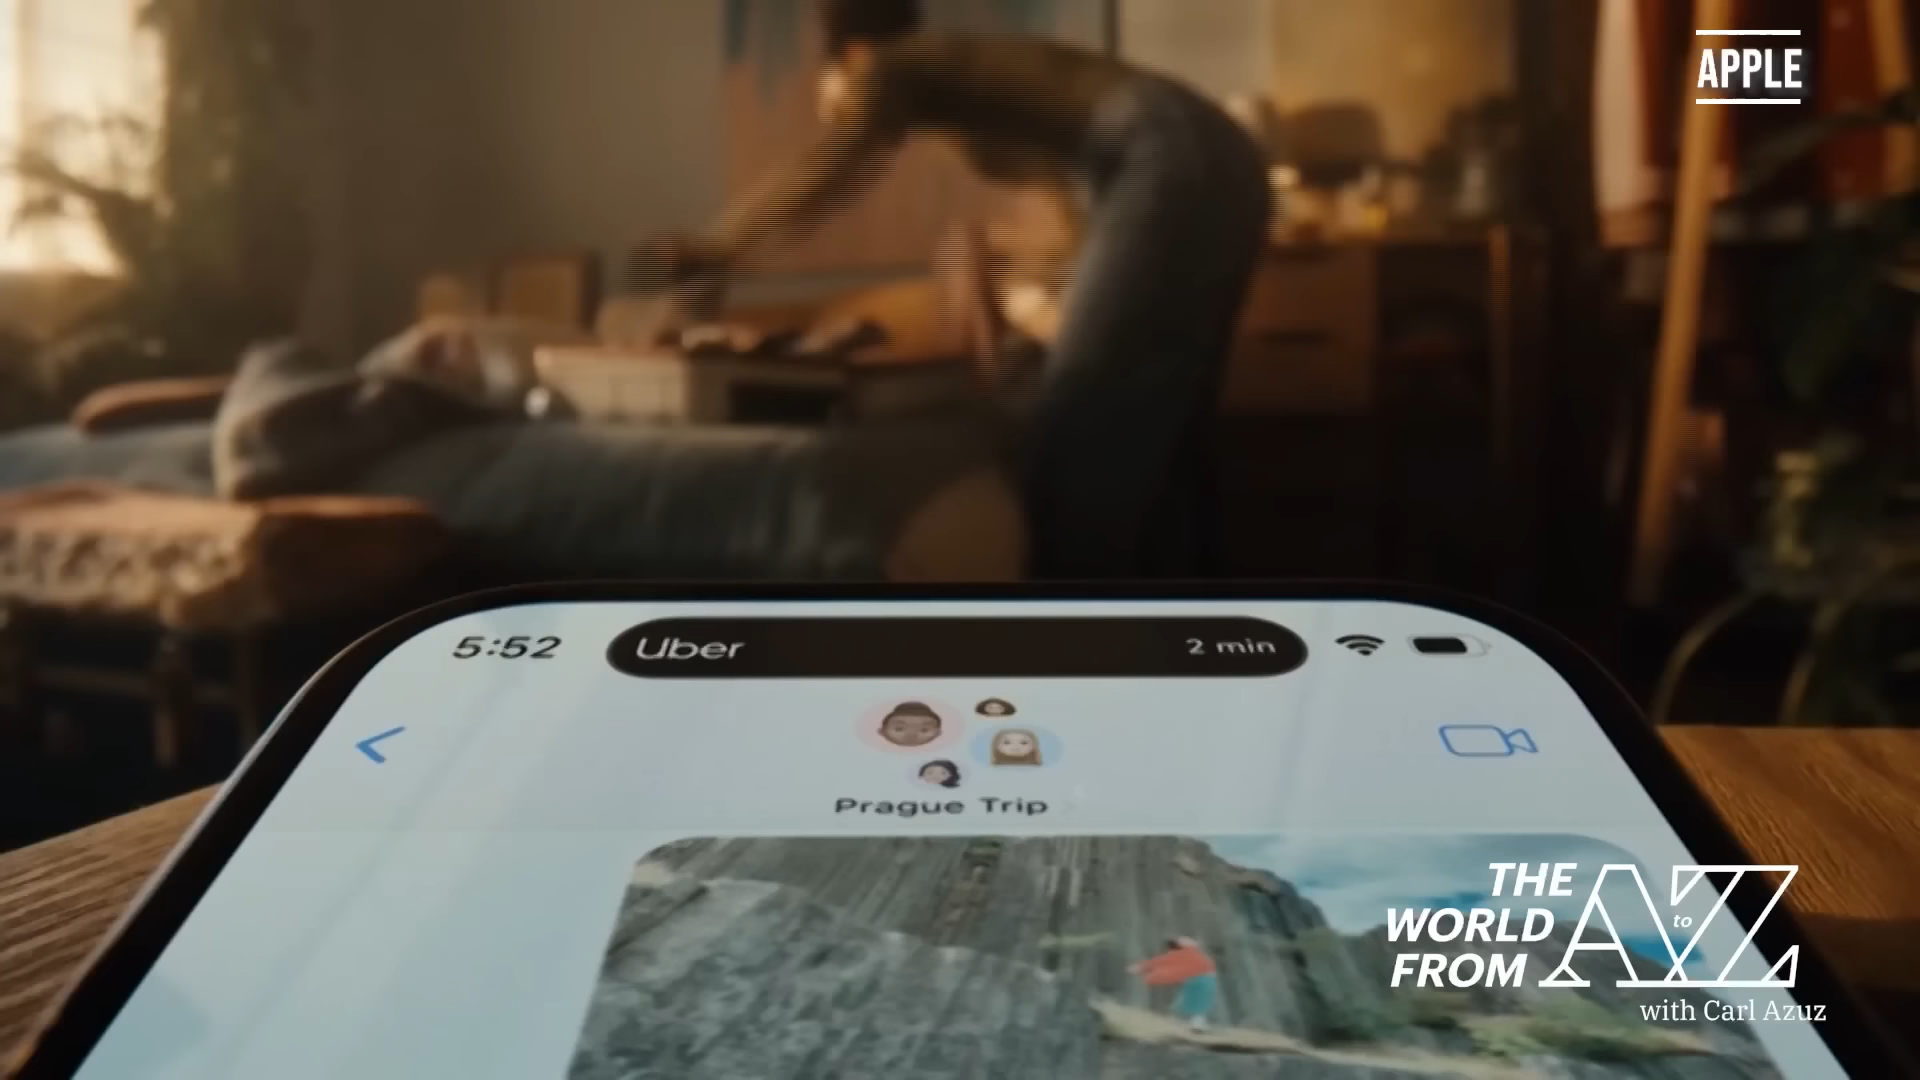 APPLE
5:52
Uber
2 min
Prague Trip
THE
WORLD
FROM
A to Z
with Carl Azuz